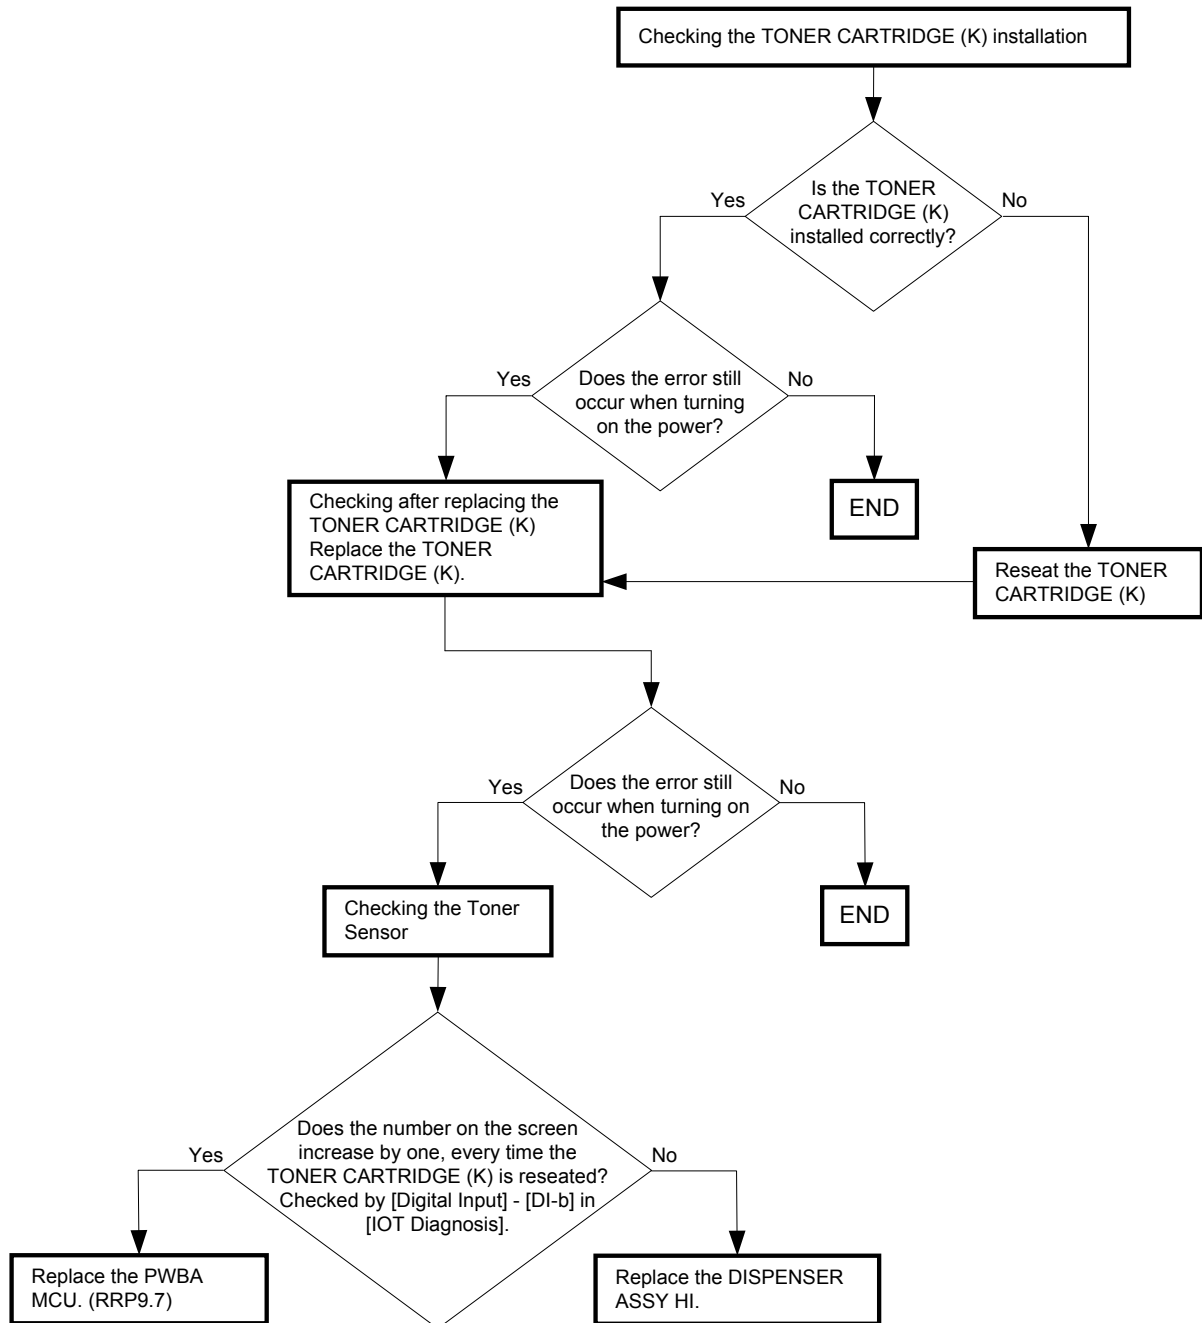 Checking the TONER CARTRIDGE (K) installation
Is the TONER
CARTRIDGE (K)
installed correctly?
Yes
No
Does the error still
occur when turning
on the power?
Yes
No
Checking after replacing the
TONER CARTRIDGE (K)
Replace the TONER
CARTRIDGE (K).
END
Reseat the TONER
CARTRIDGE (K)
Does the error still
occur when turning on
the power?
Yes
No
Checking the Toner
Sensor
END
Does the number on the screen
increase by one, every time the
TONER CARTRIDGE (K) is reseated?
Checked by [Digital Input] - [DI-b] in
[IOT Diagnosis].
Yes
No
Replace the PWBA
MCU. (RRP9.7)
Replace the DISPENSER
ASSY HI.